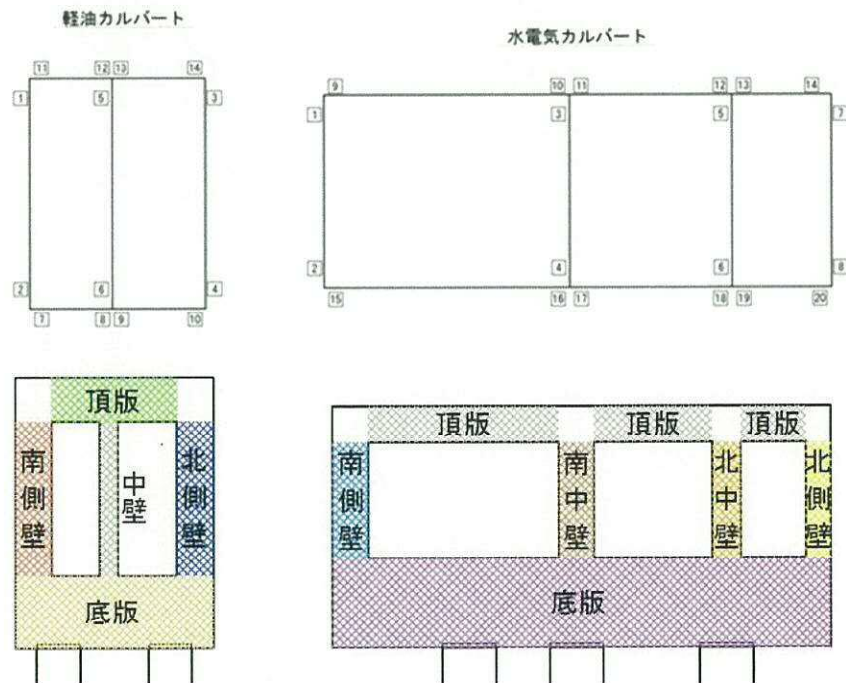 軽油カルバート
11 12 13 14
1 5 3
2 6 4
7 8 9 10
水電気カルバート
9 10 11 12 13 14
1 3 5 7
2 4 6 8
15 16 17 18 19 20
頂版
南側壁
中壁
北側壁
底版
頂版 頂版 頂版
南側壁
南中壁
北中壁
北側壁
底版